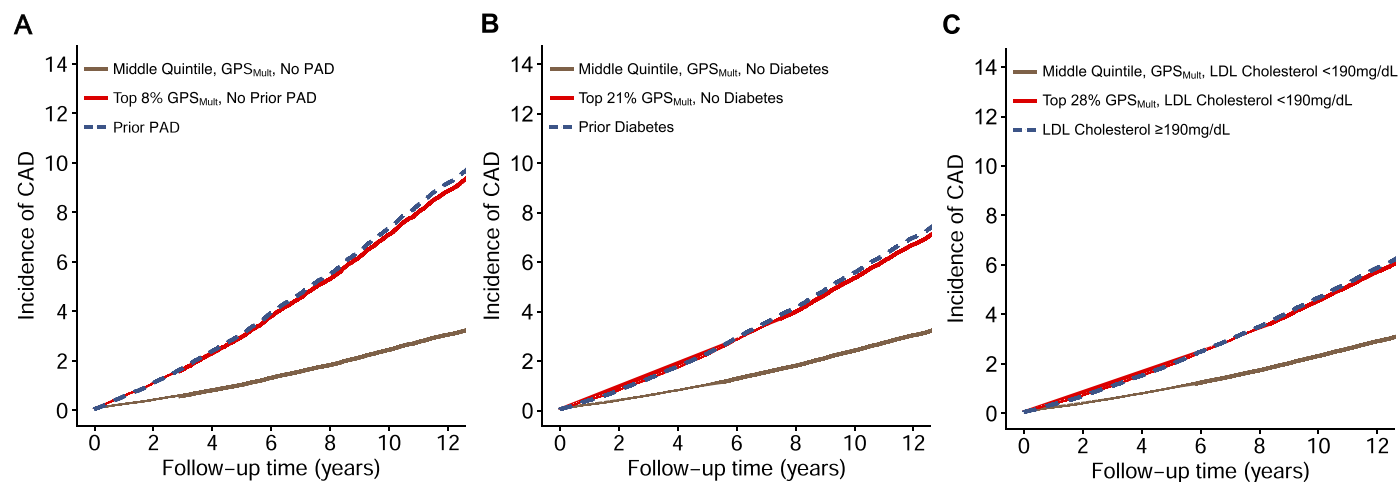 A
Incidence of CAD
14
12
10
8
6
4
2
0
Middle Quintile, GPSMult, No PAD
Top 8% GPSMult, No Prior PAD
Prior PAD
0 2 4 6 8 10 12
Follow−up time (years)
B
Incidence of CAD
14
12
10
8
6
4
2
0
Middle Quintile, GPSMult, No Diabetes
Top 21% GPSMult, No Diabetes
Prior Diabetes
0 2 4 6 8 10 12
Follow−up time (years)
C
Incidence of CAD
14
12
10
8
6
4
2
0
Middle Quintile, GPSMult, LDL Cholesterol <190mg/dL
Top 28% GPSMult, LDL Cholesterol <190mg/dL
LDL Cholesterol ≥190mg/dL
0 2 4 6 8 10 12
Follow−up time (years)